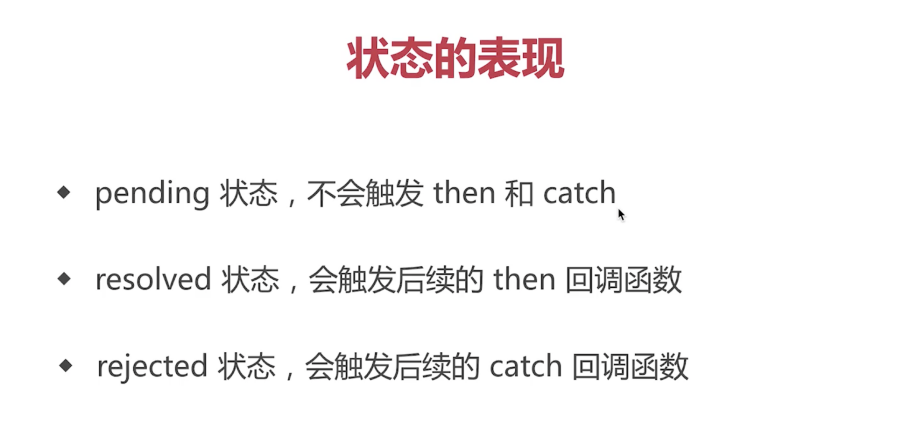 状态的表现
pending 状态，不会触发 then 和 catch
resolved 状态，会触发后续的 then 回调函数
rejected 状态，会触发后续的 catch 回调函数